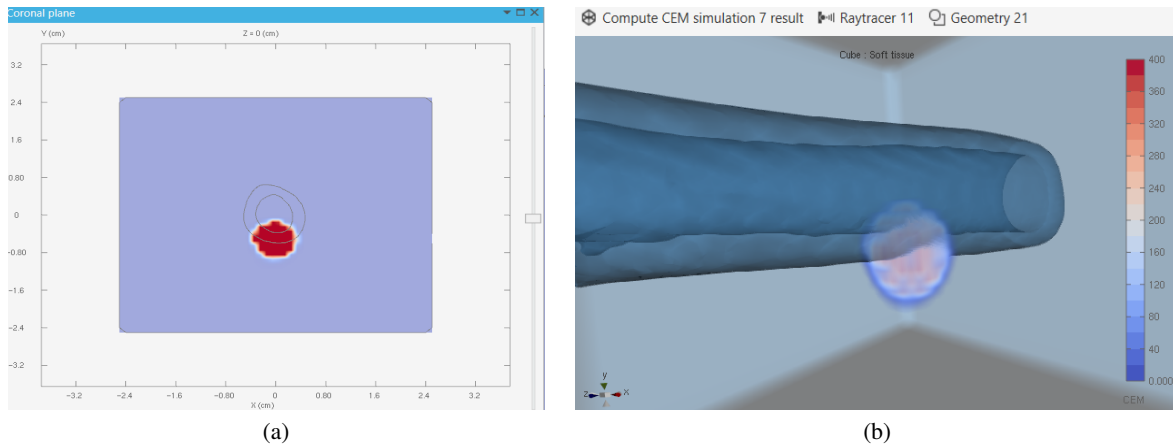 Coronal plane
Y (cm)
Z = 0 (cm)
3.2
2.4
1.6
0.80
0
-0.80
-1.6
-2.4
-3.2
-3.2
-2.4
-1.6
-0.80
0
0.80
1.6
2.4
3.2
X (cm)
(a)
Compute CEM simulation 7 result Raytracer 11 Geometry 21
Cube : Soft tissue
400
360
320
280
240
200
160
120
80
40
0.000
CEM
y
z
x
(b)